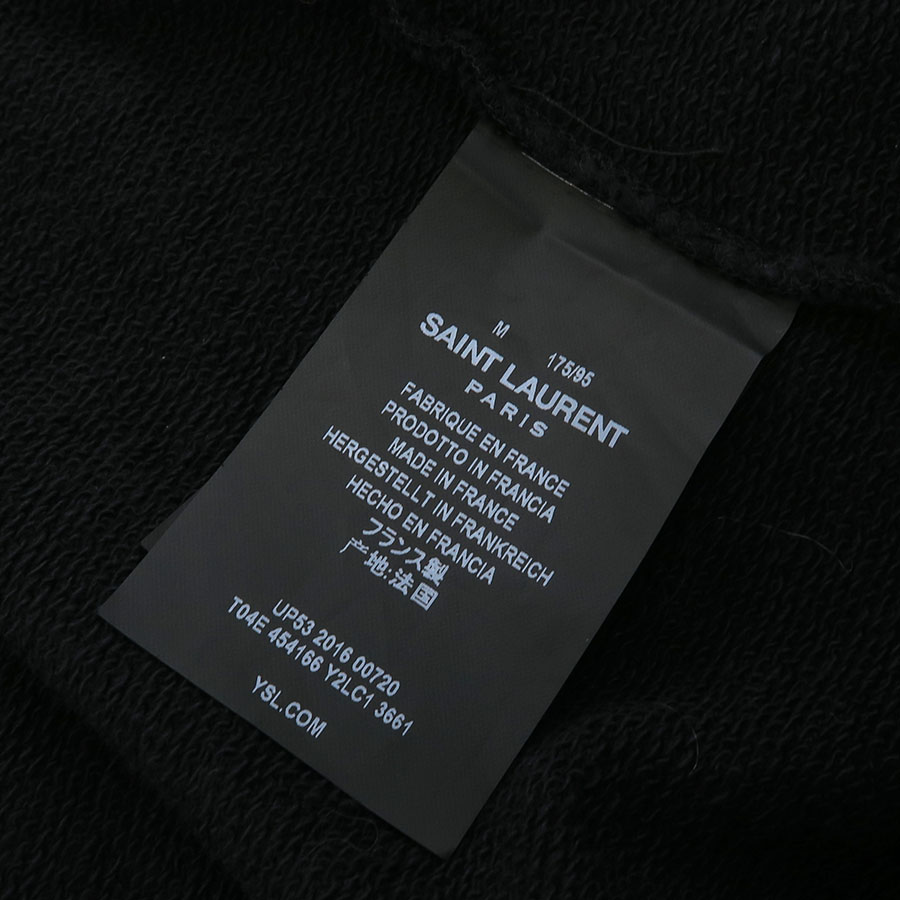 M 175/95
SAINT LAURENT
PARIS
FABRIQUE EN FRANCE
PRODOTTO IN FRANCIA
MADE IN FRANCE
HERGESTELLT IN FRANKREICH
HECHO EN FRANCIA
フランス製
产地:法国
UP53 2016 00720
T04E 454166 Y2LC1 3661
YSL.COM